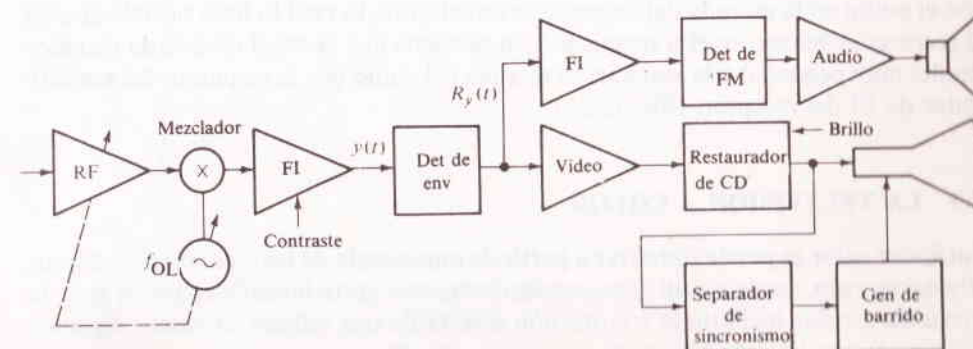 FI
Det de
FM
Audio
R_y(t)
Mezclador
Brillo
RF
X
FI
y(t)
Det de
env
Video
Restaurador
de CD
Contraste
f_OL
Separador
de
sincronismo
Gen de
barrido